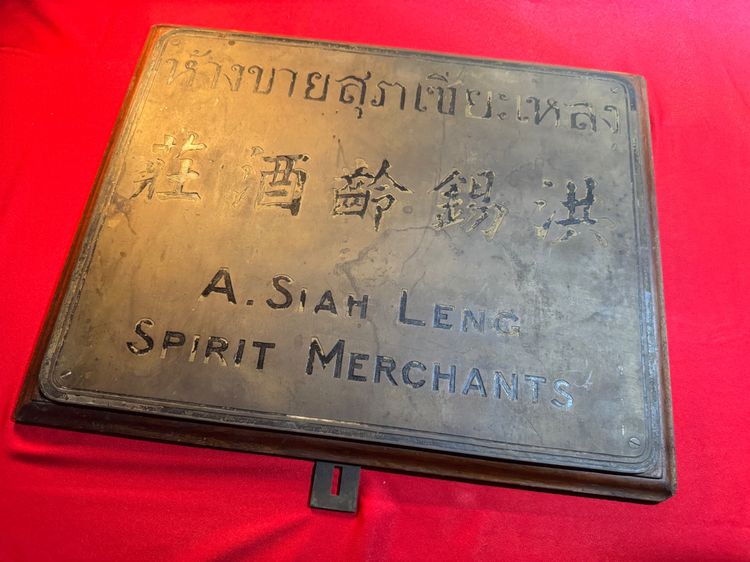 ห้างขายสุราเซียะเหลง
莊酒齡錫洪
A. SIAH LENG
SPIRIT MERCHANTS